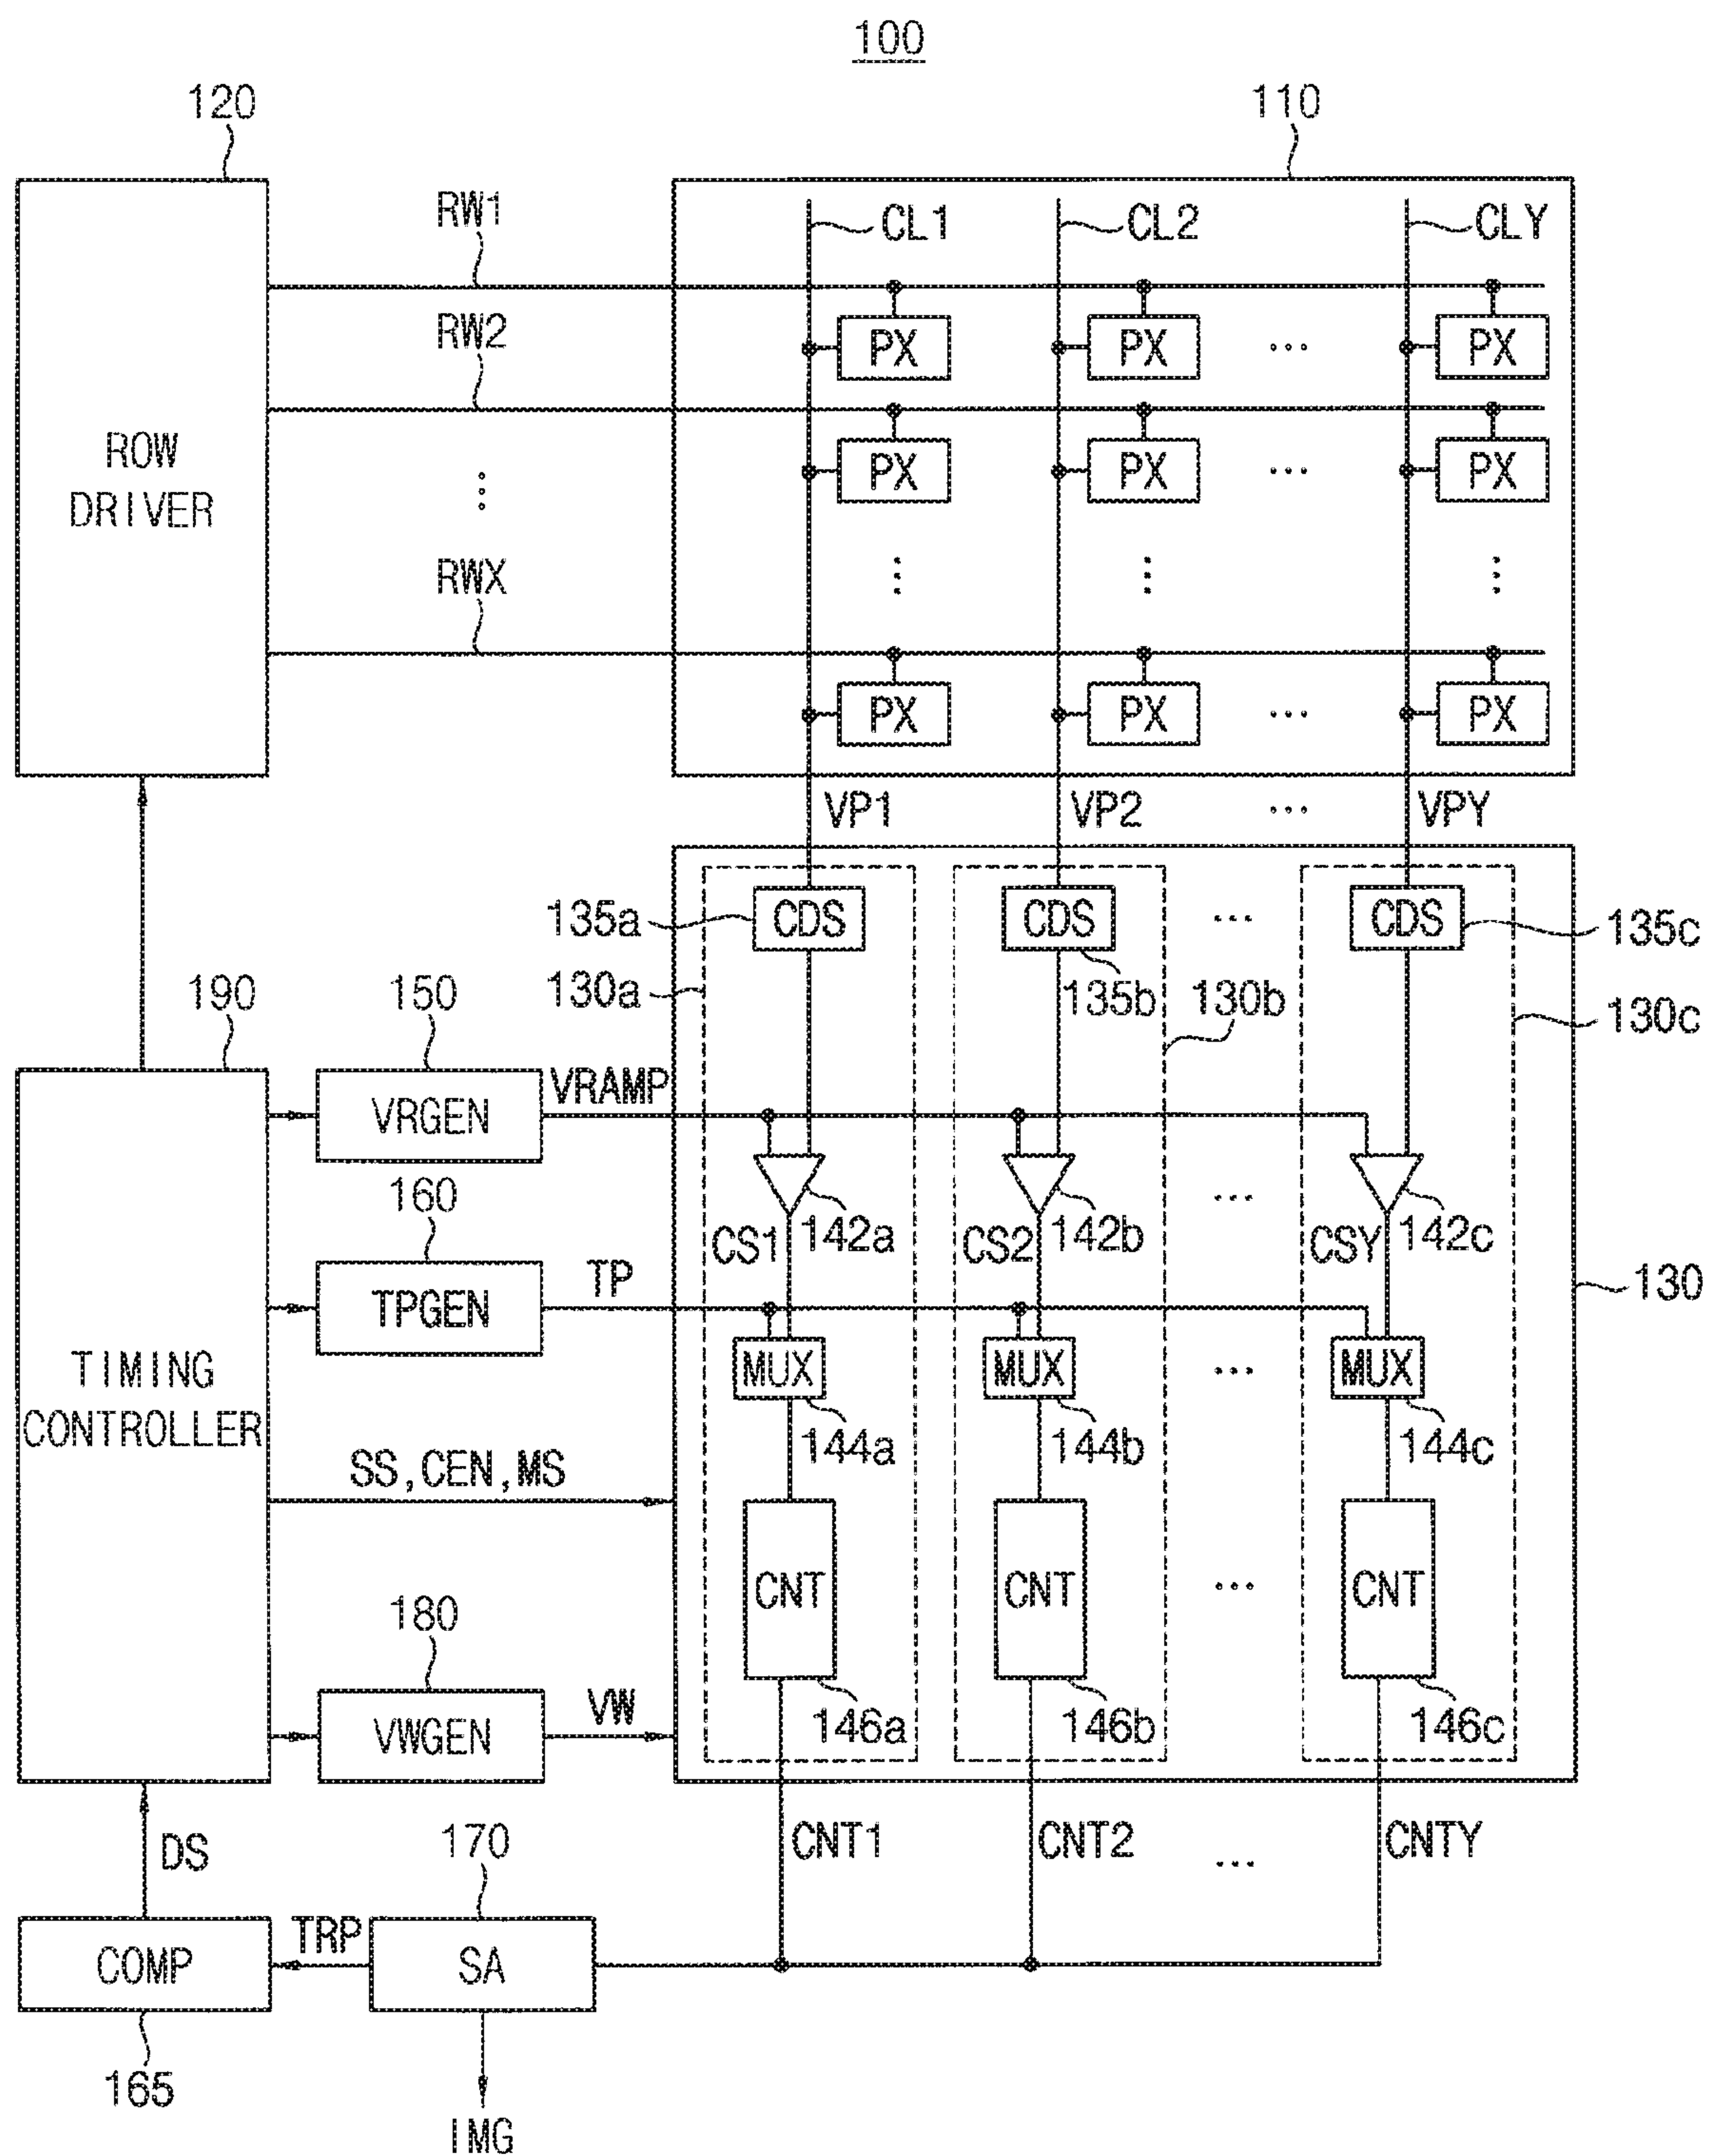 100
120
110
RW1
CL1
CL2
CLY
PX
PX
...
PX
RW2
PX
PX
...
PX
ROW
DRIVER
RWX
PX
PX
...
PX
VP1
VP2
...
VPY
135a
CDS
CDS
...
CDS
135c
130a
135b
130b
130c
190
150
VRGEN
VRAMP
160
142a
142b
...
142c
CS1
CS2
CSY
130
TPGEN
TP
TIMING
CONTROLLER
MUX
MUX
...
MUX
144a
144b
144c
SS,CEN,MS
CNT
CNT
...
CNT
180
VWGEN
VW
146a
146b
146c
DS
170
CNT1
CNT2
...
CNTY
COMP
TRP
SA
165
IMG